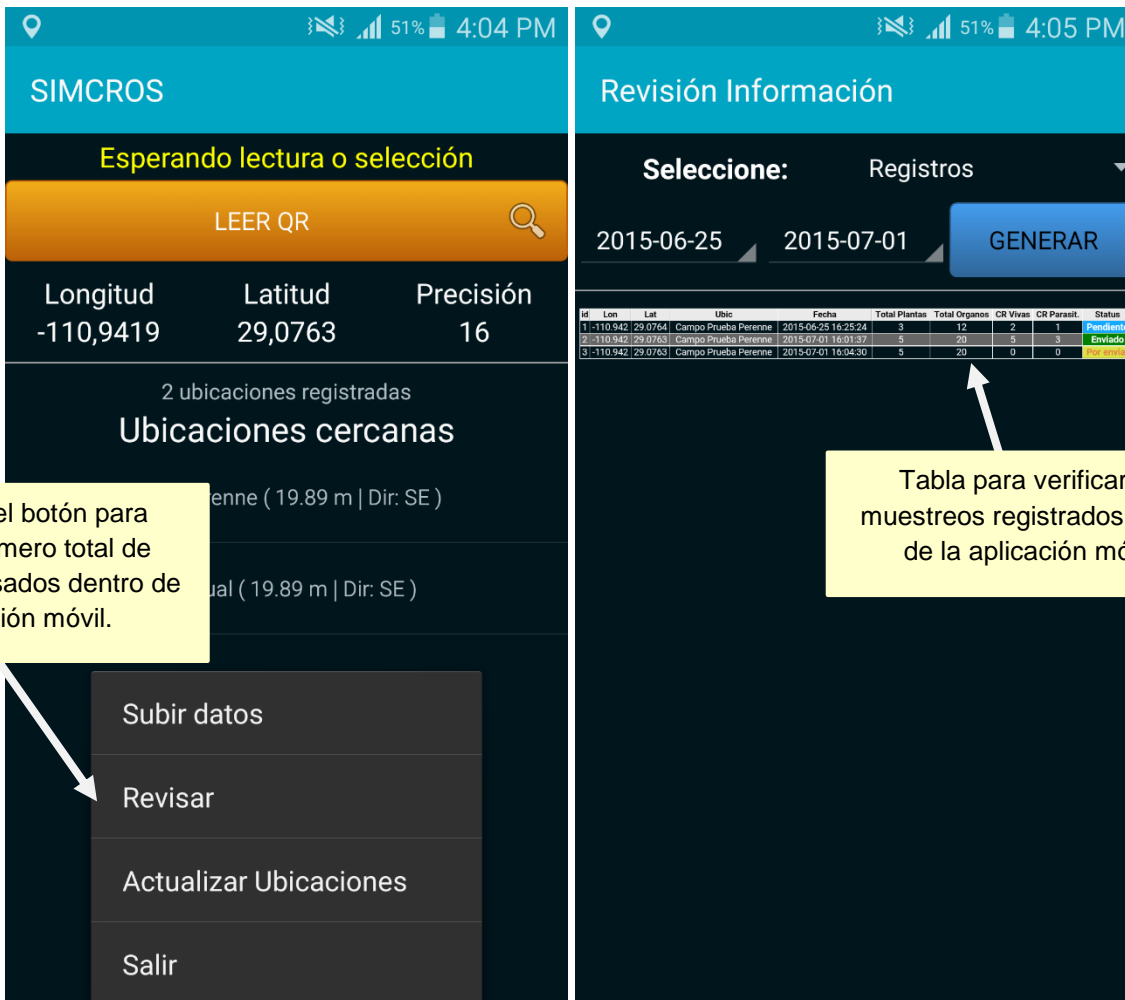 51% 4:04 PM
SIMCROS
Esperando lectura o selección
LEER QR
Longitud Latitud Precisión
-110,9419 29,0763 16
2 ubicaciones registradas
Ubicaciones cercanas
enne ( 19.89 m | Dir: SE )
ual ( 19.89 m | Dir: SE )
el botón para
mero total de
sados dentro de
ión móvil.
Subir datos
Revisar
Actualizar Ubicaciones
Salir
51% 4:05 PM
Revisión Información
Seleccione: Registros
2015-06-25 2015-07-01 GENERAR
id Lon Lat Ubic Fecha Total Plantas Total Organos CR Vivas CR Parasit. Status
1 -110.942 29.0764 Campo Prueba Perenne 2015-06-25 16:25:24 3 12 2 1 Pendiente
2 -110.942 29.0763 Campo Prueba Perenne 2015-07-01 16:01:37 5 20 5 3 Enviado
3 -110.942 29.0763 Campo Prueba Perenne 2015-07-01 16:04:30 5 20 0 0 Por envia
Tabla para verificar
muestreos registrados
de la aplicación mó